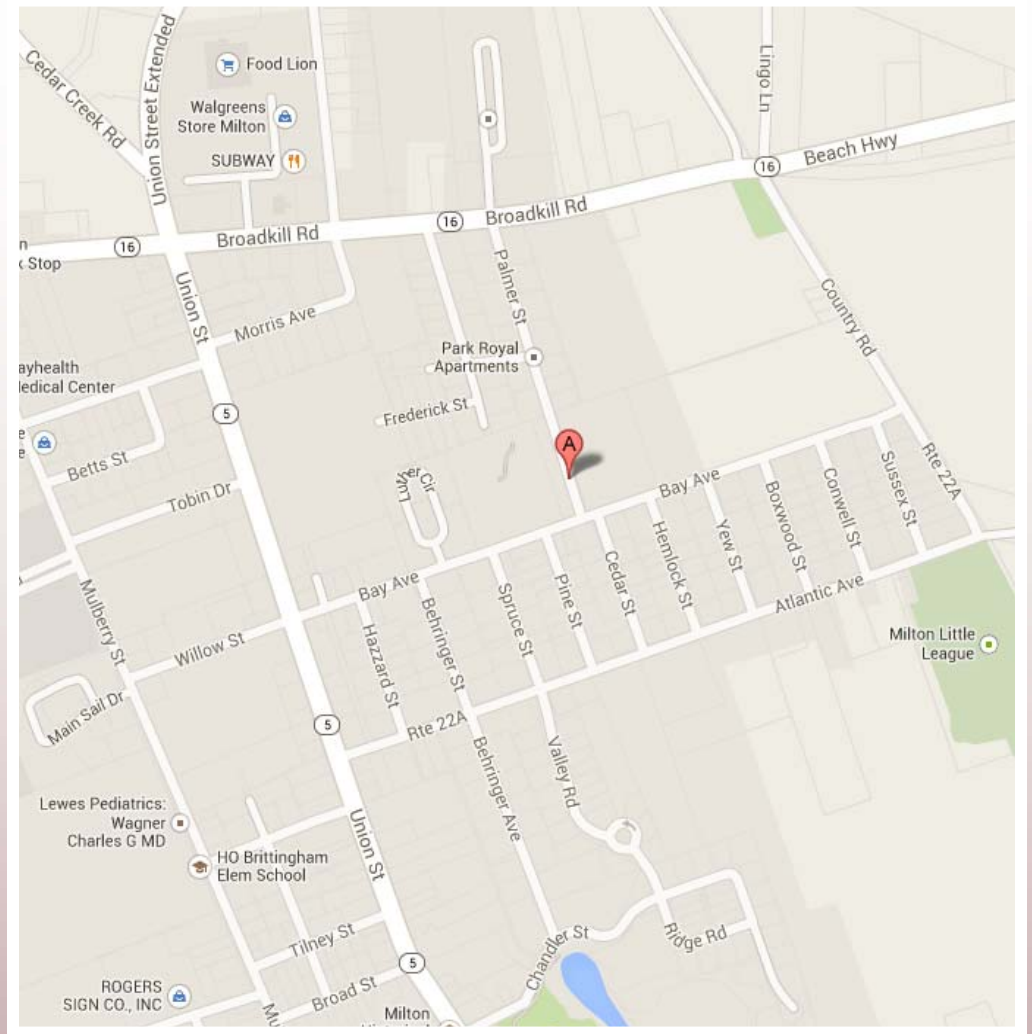 Cedar Creek Rd
Union Street Extended
Food Lion
Walgreens
Store Milton
SUBWAY
Lingo Ln
16
Beach Hwy
16
Broadkill Rd
16
Broadkill Rd
Stop
Union St
Palmer St
Country Rd
Morris Ave
Park Royal
Apartments
ayhealth
Medical Center
5
Frederick St
A
Betts St
Tobin Dr
Bay Ave
Rte 22A
Sussex St
Conwell St
Boxwood St
Yew St
Hemlock St
Cedar St
Pine St
Spruce St
Bay Ave
Behringer St
Hazzard St
Atlantic Ave
Mulberry St
Willow St
Milton Little
League
Main Sail Dr
5
Rte 22A
Valley Rd
Behringer Ave
Lewes Pediatrics:
Wagner
Charles G MD
Union St
HO Brittingham
Elem School
Tilney St
Chandler St
Ridge Rd
5
ROGERS
SIGN CO., INC
Broad St
Mu
Milton